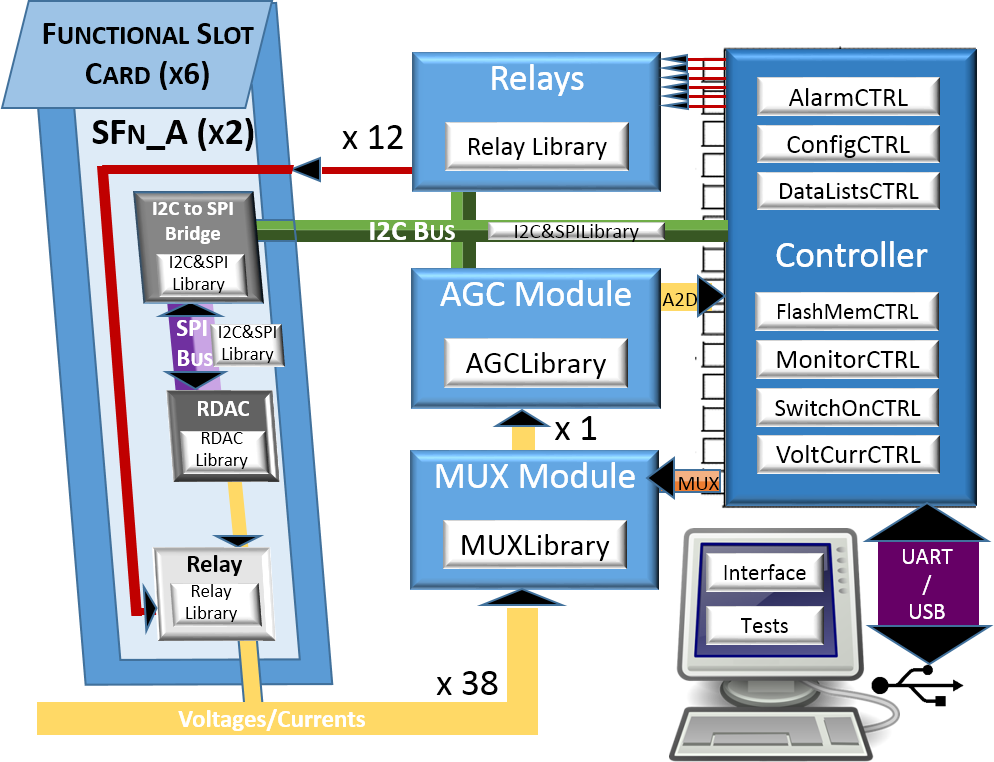 FUNCTIONAL SLOT
CARD (X6)
SFN_A (X2)
x 12
I2C to SPI
Bridge
I2C&SPI
Library
SPI
BUS
I2C&SPI
Library
RDAC
RDAC
Library
Relay
Relay
Library
Voltages/Currents
x 38
Relays
Relay Library
I2C BUS
I2C&SPILibrary
AGC Module
AGCLibrary
A2D
x 1
MUX Module
MUXLibrary
MUX
AlarmCTRL
ConfigCTRL
DataListsCTRL
Controller
FlashMemCTRL
MonitorCTRL
SwitchOnCTRL
VoltCurrCTRL
Interface
Tests
UART
/
USB